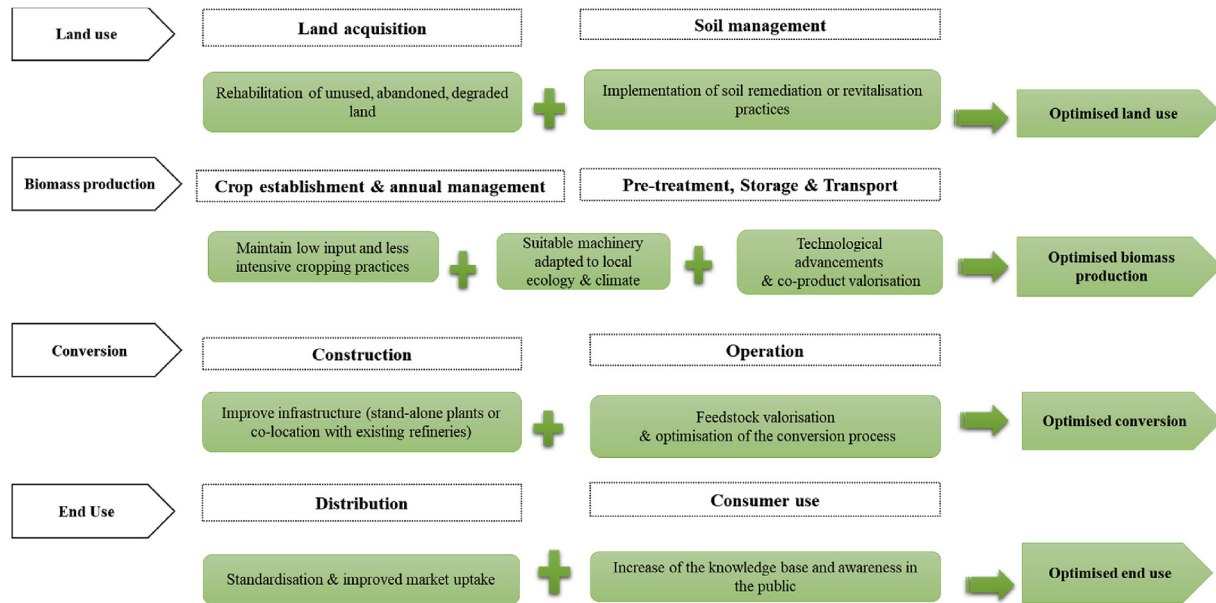 Land use
Land acquisition
Soil management
Rehabilitation of unused, abandoned, degraded
land
Implementation of soil remediation or revitalisation
practices
Optimised land use
Biomass production
Crop establishment & annual management
Pre-treatment, Storage & Transport
Maintain low input and less
intensive cropping practices
Suitable machinery
adapted to local
ecology & climate
Technological
advancements
& co-product valorisation
Optimised biomass
production
Conversion
Construction
Operation
Improve infrastructure (stand-alone plants or
co-location with existing refineries)
Feedstock valorisation
& optimisation of the conversion process
Optimised conversion
End Use
Distribution
Consumer use
Standardisation & improved market uptake
Increase of the knowledge base and awareness in
the public
Optimised end use